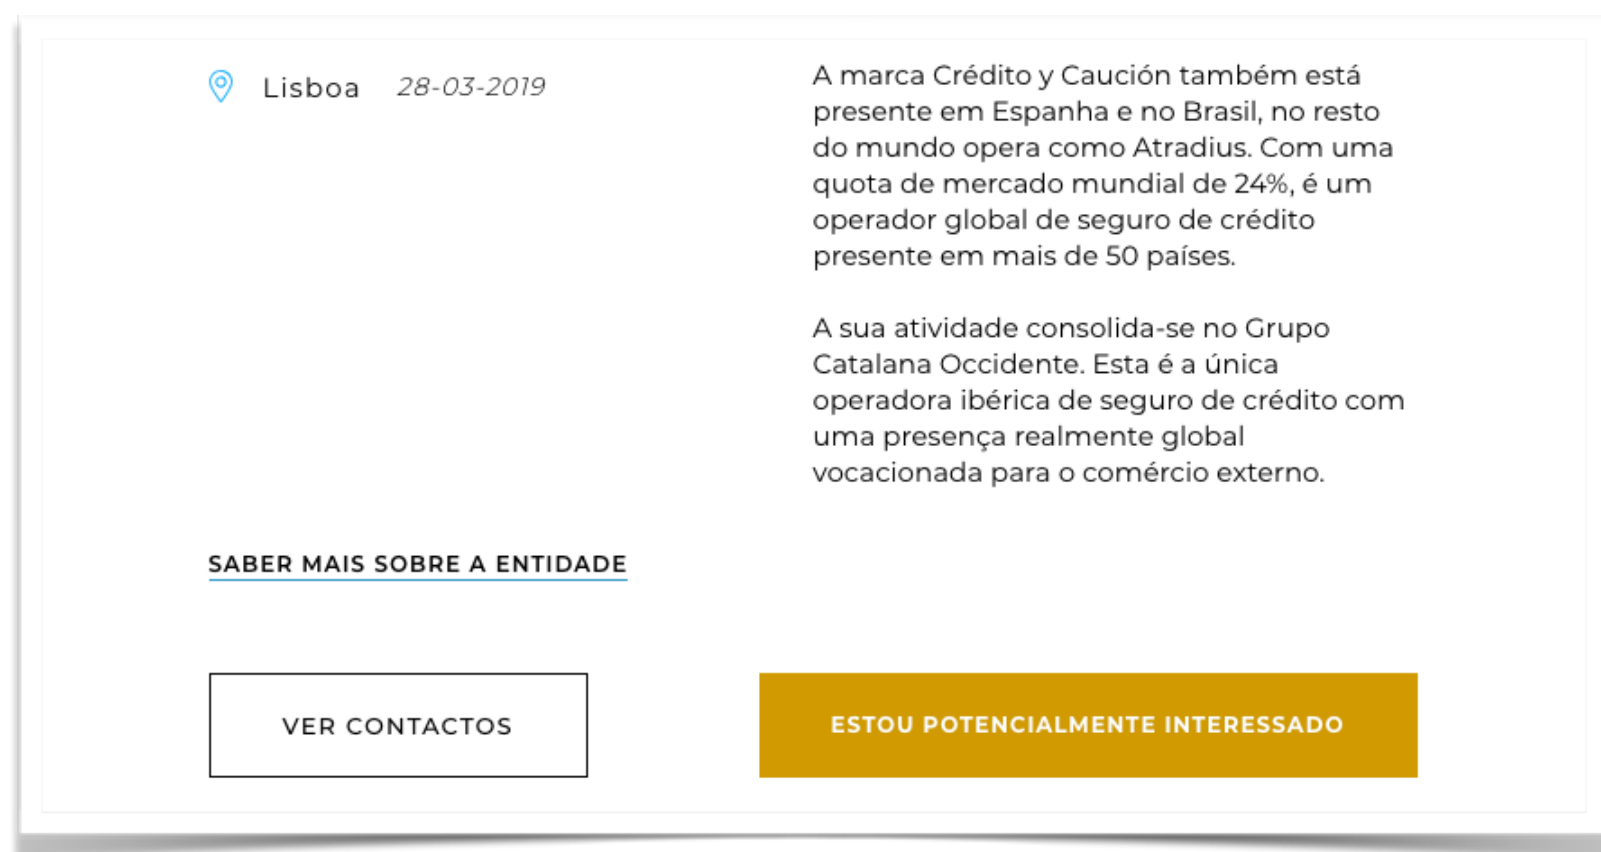 Lisboa 28-03-2019
A marca Crédito y Caución também está
presente em Espanha e no Brasil, no resto
do mundo opera como Atradius. Com uma
quota de mercado mundial de 24%, é um
operador global de seguro de crédito
presente em mais de 50 países.
A sua atividade consolida-se no Grupo
Catalana Occidente. Esta é a única
operadora ibérica de seguro de crédito com
uma presença realmente global
vocacionada para o comércio externo.
SABER MAIS SOBRE A ENTIDADE
VER CONTACTOS
ESTOU POTENCIALMENTE INTERESSADO